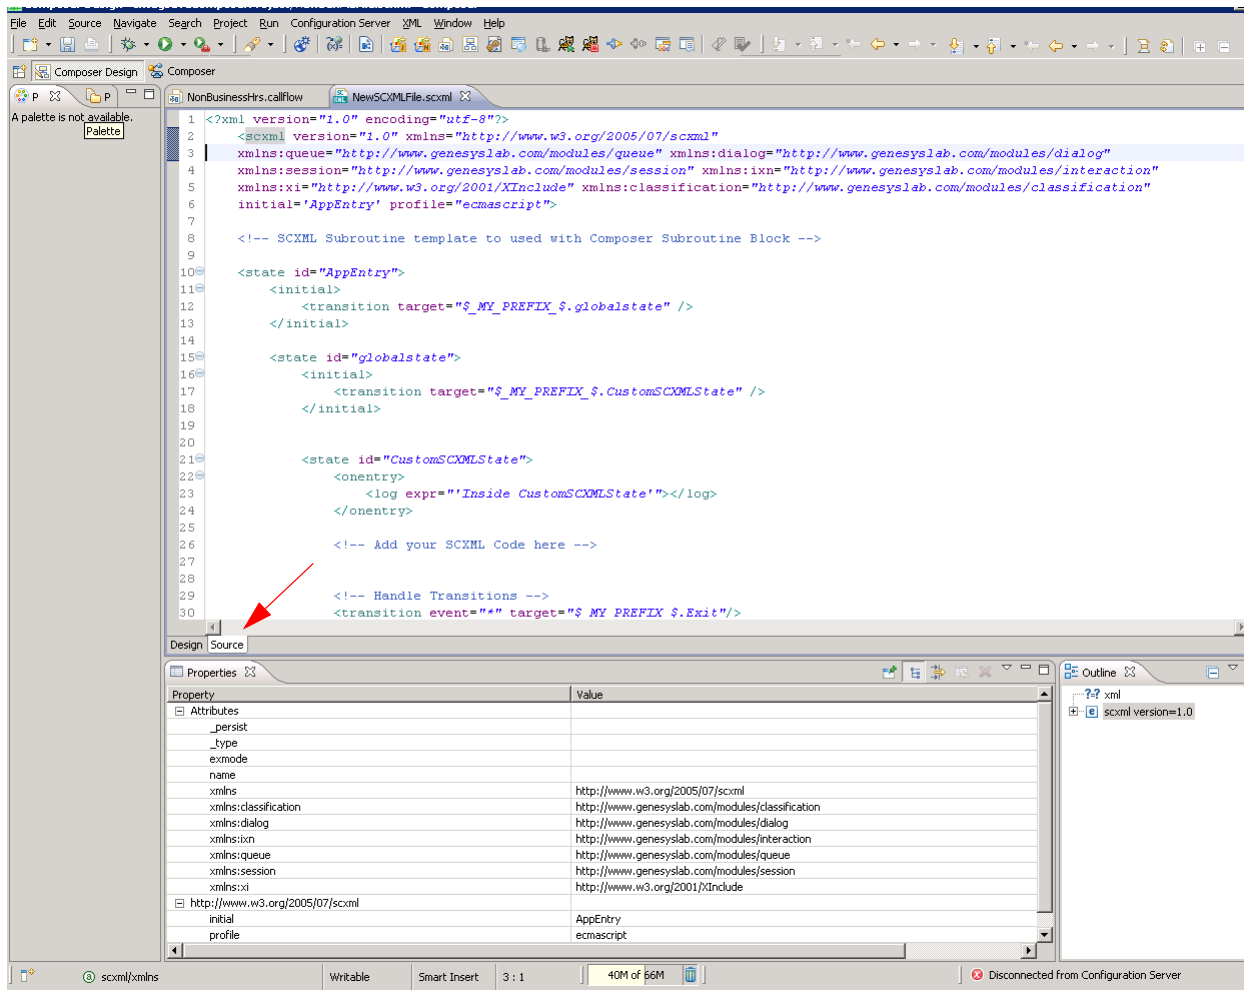 File Edit Source Navigate Search Project Run Configuration Server XML Window Help
Composer Design Composer
P P
NonBusinessHrs.callflow NewSCXMLFile.scxml
A palette is not available.
Palette
1 <?xml version="1.0" encoding="utf-8"?>
2 <scxml version="1.0" xmlns="http://www.w3.org/2005/07/scxml"
3 xmlns:queue="http://www.genesyslab.com/modules/queue" xmlns:dialog="http://www.genesyslab.com/modules/dialog"
4 xmlns:session="http://www.genesyslab.com/modules/session" xmlns:ixn="http://www.genesyslab.com/modules/interaction"
5 xmlns:xi="http://www.w3.org/2001/XInclude" xmlns:classification="http://www.genesyslab.com/modules/classification"
6 initial='AppEntry' profile="ecmascript">
7
8 <!-- SCXML Subroutine template to used with Composer Subroutine Block -->
9
10 <state id="AppEntry">
11 <initial>
12 <transition target="$_MY_PREFIX_$.globalstate" />
13 </initial>
14
15 <state id="globalstate">
16 <initial>
17 <transition target="$_MY_PREFIX_$.CustomSCXMLState" />
18 </initial>
19
20
21 <state id="CustomSCXMLState">
22 <onentry>
23 <log expr="'Inside CustomSCXMLState'"></log>
24 </onentry>
25
26 <!-- Add your SCXML Code here -->
27
28
29 <!-- Handle Transitions -->
30 <transition event="*" target="$_MY_PREFIX_$.Exit"/>
Design Source
Properties
Property Value
Attributes
_persist
_type
exmode
name
xmlns http://www.w3.org/2005/07/scxml
xmlns:classification http://www.genesyslab.com/modules/classification
xmlns:dialog http://www.genesyslab.com/modules/dialog
xmlns:ixn http://www.genesyslab.com/modules/interaction
xmlns:queue http://www.genesyslab.com/modules/queue
xmlns:session http://www.genesyslab.com/modules/session
xmlns:xi http://www.w3.org/2001/XInclude
http://www.w3.org/2005/07/scxml
initial AppEntry
profile ecmascript
Outline
?=? xml
e scxml version=1.0
a scxml/xmlns Writable Smart Insert 3 : 1 40M of 66M Disconnected from Configuration Server